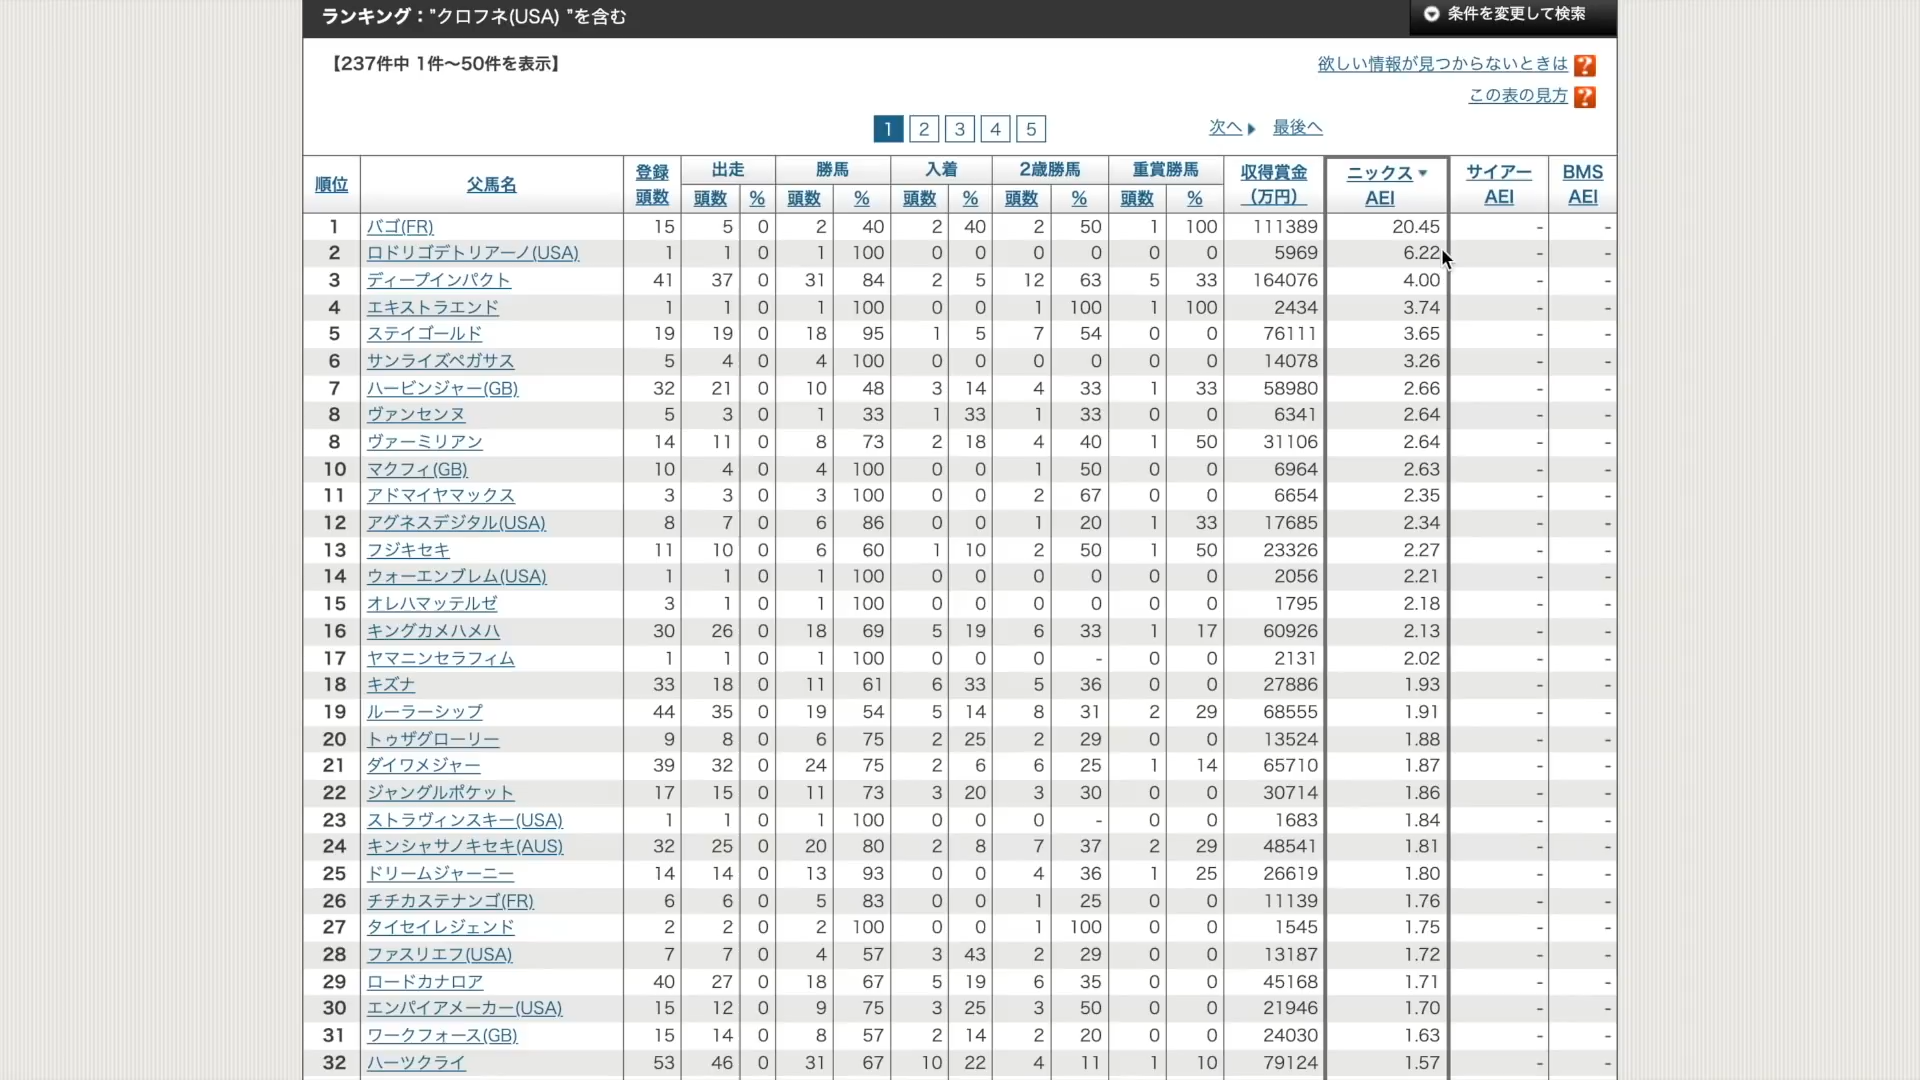 ランキング："クロフネ(USA) "を含む
条件を変更して検索
【237件中 1件〜50件を表示】
欲しい情報が見つからないときは ?
この表の見方 ?
1 2 3 4 5 次へ 最後へ
順位 父馬名 登録頭数 出走 勝馬 入着 2歳勝馬 重賞勝馬 収得賞金(万円) ニックス▼AEI サイアーAEI BMS AEI
頭数 % 頭数 % 頭数 % 頭数 % 頭数 %
1 バゴ(FR) 15 5 0 2 40 2 40 2 50 1 100 111389 20.45 - -
2 ロドリゴデトリアーノ(USA) 1 1 0 1 100 0 0 0 0 0 0 5969 6.22 - -
3 ディープインパクト 41 37 0 31 84 2 5 12 63 5 33 164076 4.00 - -
4 エキストラエンド 1 1 0 1 100 0 0 1 100 1 100 2434 3.74 - -
5 ステイゴールド 19 19 0 18 95 1 5 7 54 0 0 76111 3.65 - -
6 サンライズペガサス 5 4 0 4 100 0 0 0 0 0 0 14078 3.26 - -
7 ハービンジャー(GB) 32 21 0 10 48 3 14 4 33 1 33 58980 2.66 - -
8 ヴァンセンヌ 5 3 0 1 33 1 33 1 33 0 0 6341 2.64 - -
8 ヴァーミリアン 14 11 0 8 73 2 18 4 40 1 50 31106 2.64 - -
10 マクフィ(GB) 10 4 0 4 100 0 0 1 50 0 0 6964 2.63 - -
11 アドマイヤマックス 3 3 0 3 100 0 0 2 67 0 0 6654 2.35 - -
12 アグネスデジタル(USA) 8 7 0 6 86 0 0 1 20 1 33 17685 2.34 - -
13 フジキセキ 11 10 0 6 60 1 10 2 50 1 50 23326 2.27 - -
14 ウォーエンブレム(USA) 1 1 0 1 100 0 0 0 0 0 0 2056 2.21 - -
15 オレハマッテルゼ 3 1 0 1 100 0 0 0 0 0 0 1795 2.18 - -
16 キングカメハメハ 30 26 0 18 69 5 19 6 33 1 17 60926 2.13 - -
17 ヤマニンセラフィム 1 1 0 1 100 0 0 0 - 0 0 2131 2.02 - -
18 キズナ 33 18 0 11 61 6 33 5 36 0 0 27886 1.93 - -
19 ルーラーシップ 44 35 0 19 54 5 14 8 31 2 29 68555 1.91 - -
20 トゥザグローリー 9 8 0 6 75 2 25 2 29 0 0 13524 1.88 - -
21 ダイワメジャー 39 32 0 24 75 2 6 6 25 1 14 65710 1.87 - -
22 ジャングルポケット 17 15 0 11 73 3 20 3 30 0 0 30714 1.86 - -
23 ストラヴィンスキー(USA) 1 1 0 1 100 0 0 0 - 0 0 1683 1.84 - -
24 キンシャサノキセキ(AUS) 32 25 0 20 80 2 8 7 37 2 29 48541 1.81 - -
25 ドリームジャーニー 14 14 0 13 93 0 0 4 36 1 25 26619 1.80 - -
26 チチカステナンゴ(FR) 6 6 0 5 83 0 0 1 25 0 0 11139 1.76 - -
27 タイセイレジェンド 2 2 0 2 100 0 0 1 100 0 0 1545 1.75 - -
28 ファスリエフ(USA) 7 7 0 4 57 3 43 2 29 0 0 13187 1.72 - -
29 ロードカナロア 40 27 0 18 67 5 19 6 35 0 0 45168 1.71 - -
30 エンパイアメーカー(USA) 15 12 0 9 75 3 25 3 50 0 0 21946 1.70 - -
31 ワークフォース(GB) 15 14 0 8 57 2 14 2 20 0 0 24030 1.63 - -
32 ハーツクライ 53 46 0 31 67 10 22 4 11 1 10 79124 1.57 - -